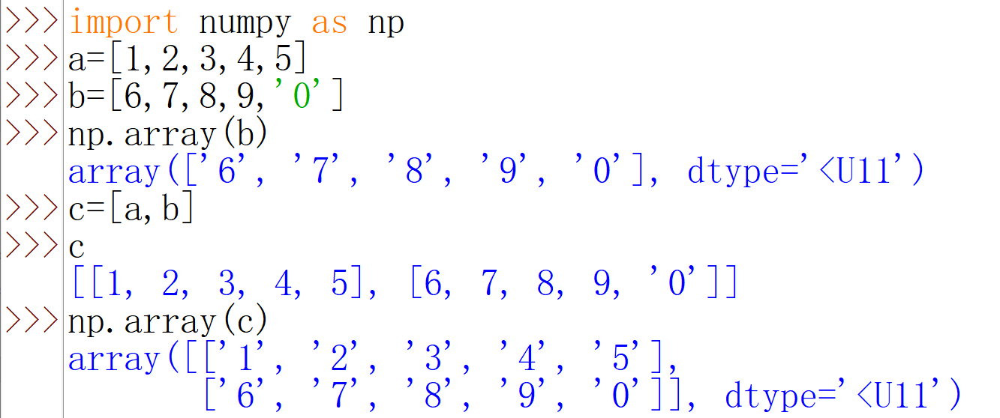 >>> import numpy as np
>>> a=[1,2,3,4,5]
>>> b=[6,7,8,9,'0']
>>> np.array(b)
array(['6', '7', '8', '9', '0'], dtype='<U11')
>>> c=[a,b]
>>> c
[[1, 2, 3, 4, 5], [6, 7, 8, 9, '0']]
>>> np.array(c)
array([['1', '2', '3', '4', '5'],
       ['6', '7', '8', '9', '0']], dtype='<U11')